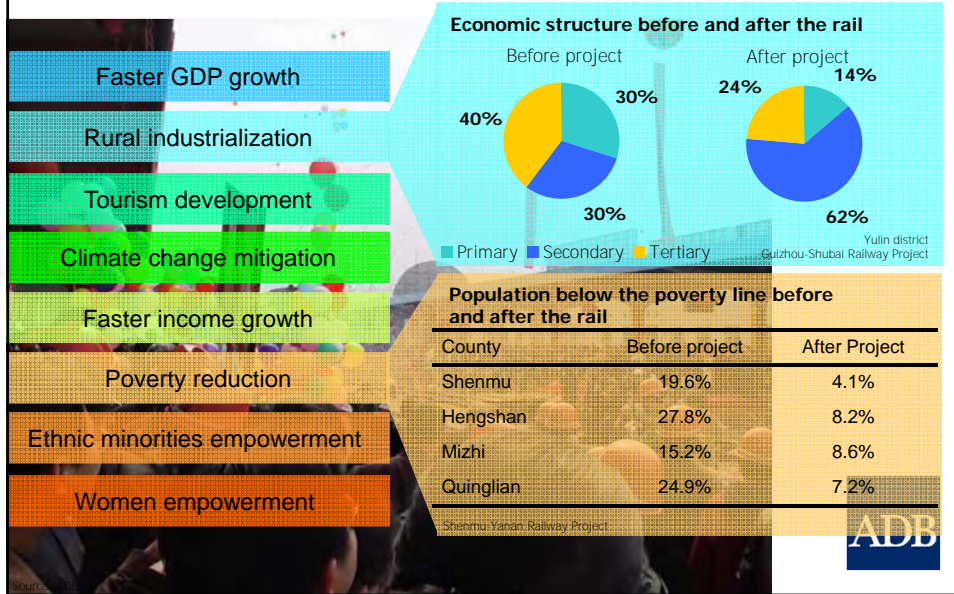 Faster GDP growth
Rural industrialization
Tourism development
Climate change mitigation
Faster income growth
Poverty reduction
Ethnic minorities empowerment
Women empowerment
Economic structure before and after the rail
Before project
30%
30%
40%
After project
14%
62%
24%
Primary Secondary Tertiary
Yulin district
Guizhou-Shubai Railway Project
Population below the poverty line before
and after the rail
County Before project After Project
Shenmu 19.6% 4.1%
Hengshan 27.8% 8.2%
Mizhi 15.2% 8.6%
Quinglian 24.9% 7.2%
Shenmu Yanan Railway Project
ADB
Source: ADB